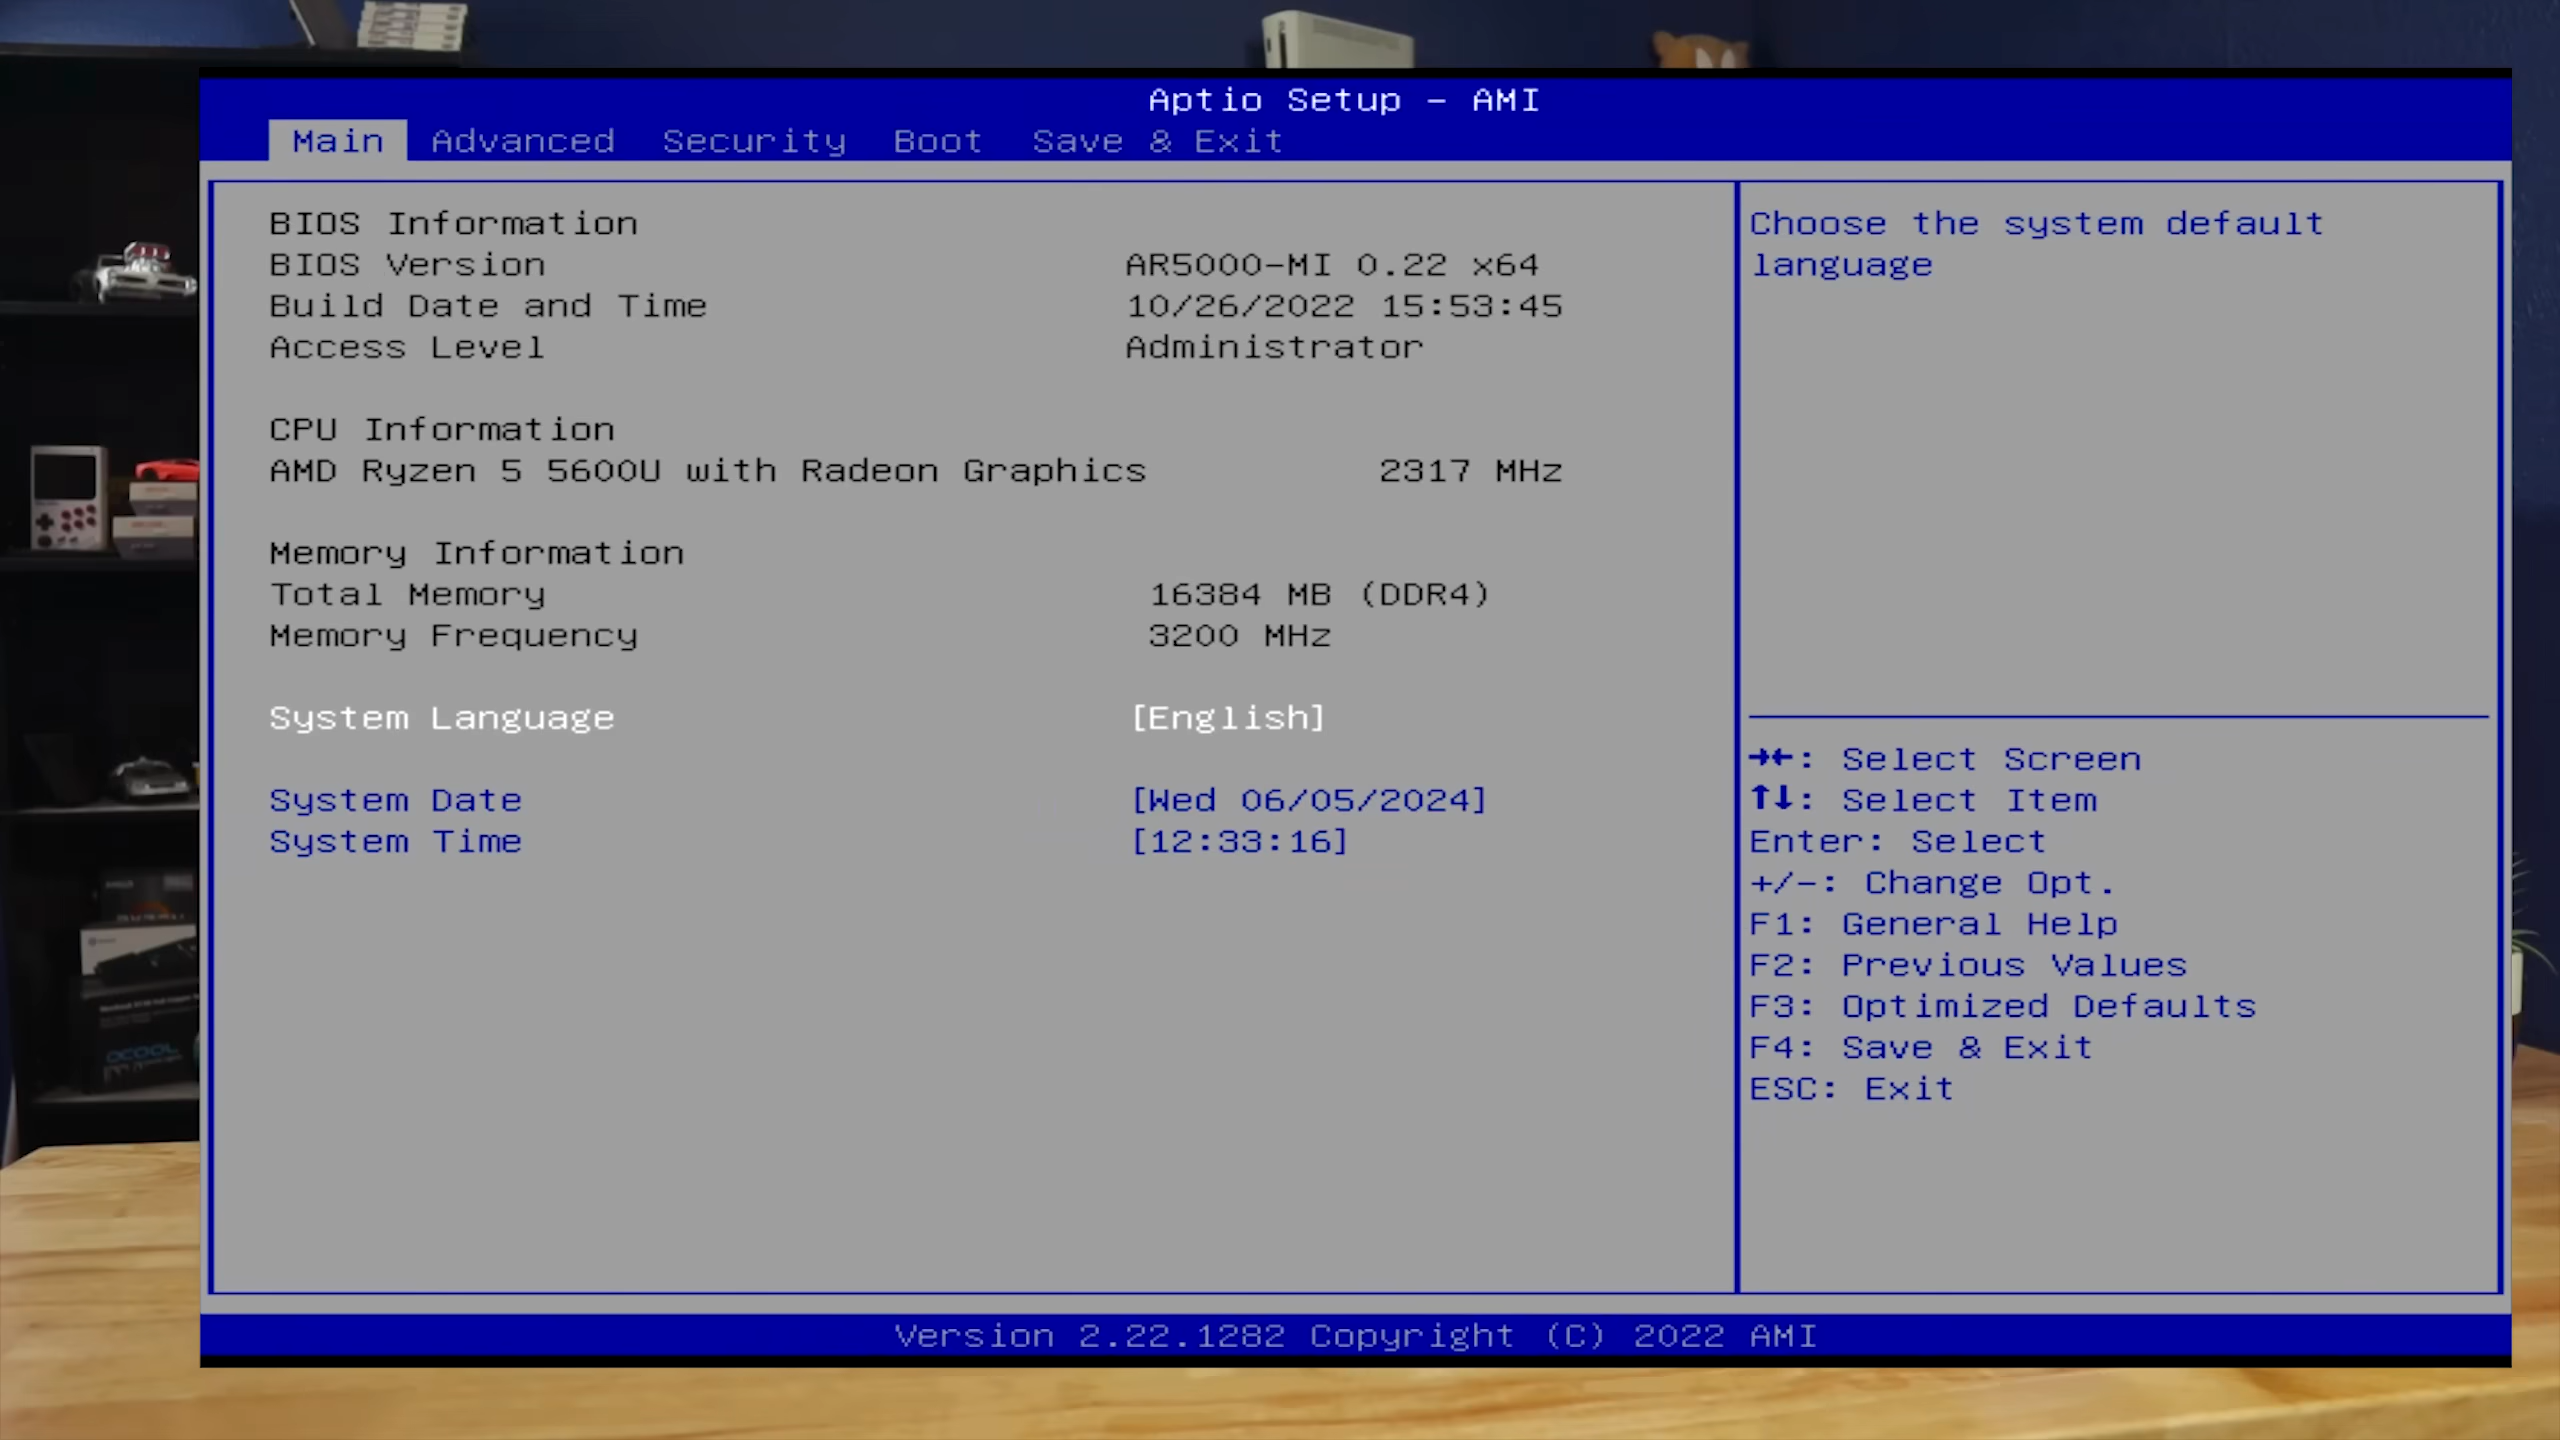 Aptio Setup - AMI
Main Advanced Security Boot Save & Exit
BIOS Information
BIOS Version AR5000-MI 0.22 x64
Build Date and Time 10/26/2022 15:53:45
Access Level Administrator
CPU Information
AMD Ryzen 5 5600U with Radeon Graphics 2317 MHz
Memory Information
Total Memory 16384 MB (DDR4)
Memory Frequency 3200 MHz
System Language [English]
System Date [Wed 06/05/2024]
System Time [12:33:16]
Choose the system default
language
→←: Select Screen
↑↓: Select Item
Enter: Select
+/-: Change Opt.
F1: General Help
F2: Previous Values
F3: Optimized Defaults
F4: Save & Exit
ESC: Exit
Version 2.22.1282 Copyright (C) 2022 AMI